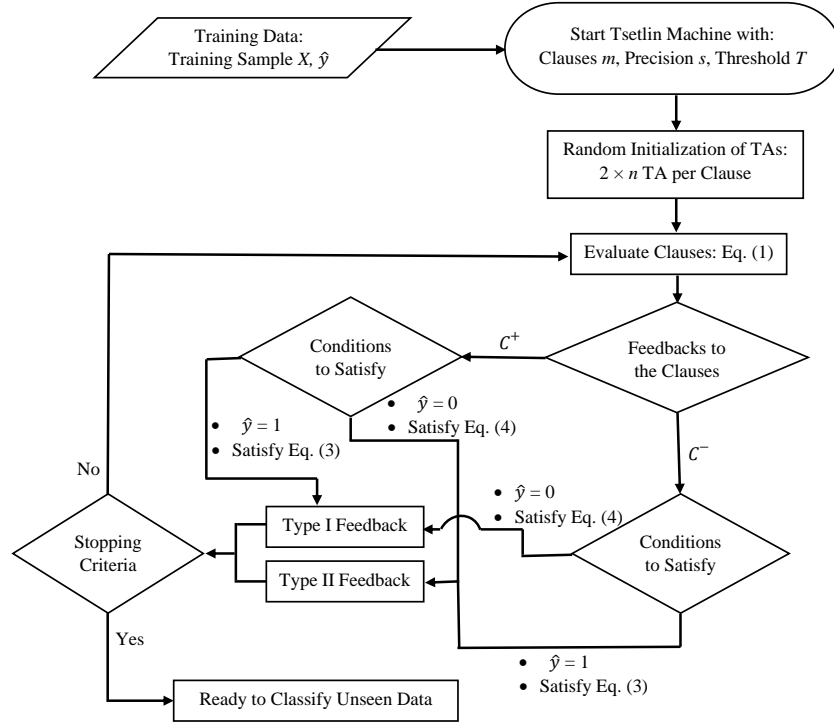 Training Data:
Training Sample X, ŷ
Start Tsetlin Machine with:
Clauses m, Precision s, Threshold T
Random Initialization of TAs:
2 × n TA per Clause
Evaluate Clauses: Eq. (1)
Feedbacks to
the Clauses
C⁺
Conditions
to Satisfy
• ŷ = 0
• Satisfy Eq. (4)
• ŷ = 1
• Satisfy Eq. (3)
C⁻
No
• ŷ = 0
• Satisfy Eq. (4)
Type I Feedback
Stopping
Criteria
Conditions
to Satisfy
Type II Feedback
Yes
• ŷ = 1
• Satisfy Eq. (3)
Ready to Classify Unseen Data